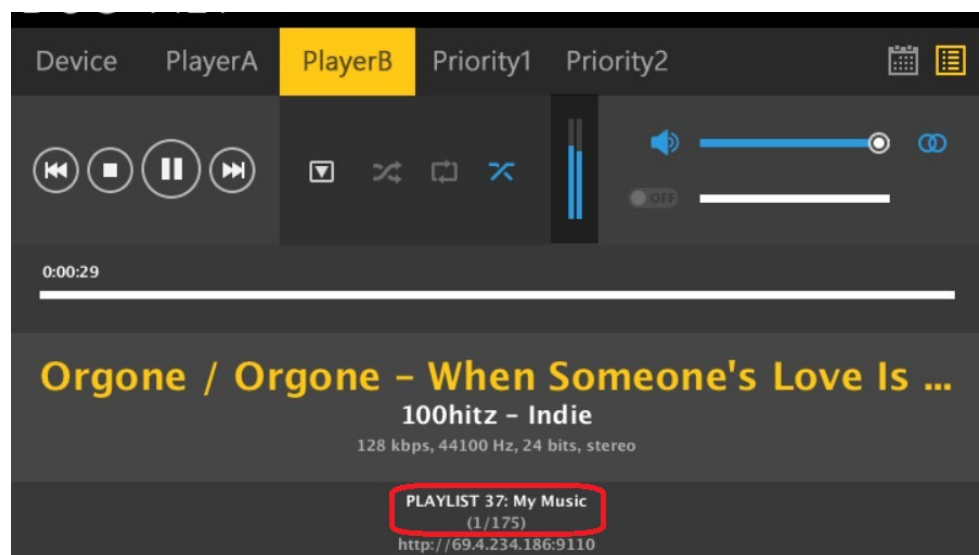 Device PlayerA PlayerB Priority1 Priority2
OFF
0:00:29
Orgone / Orgone – When Someone's Love Is ...
100hitz – Indie
128 kbps, 44100 Hz, 24 bits, stereo
PLAYLIST 37: My Music
(1/175)
http://69.4.234.186:9110